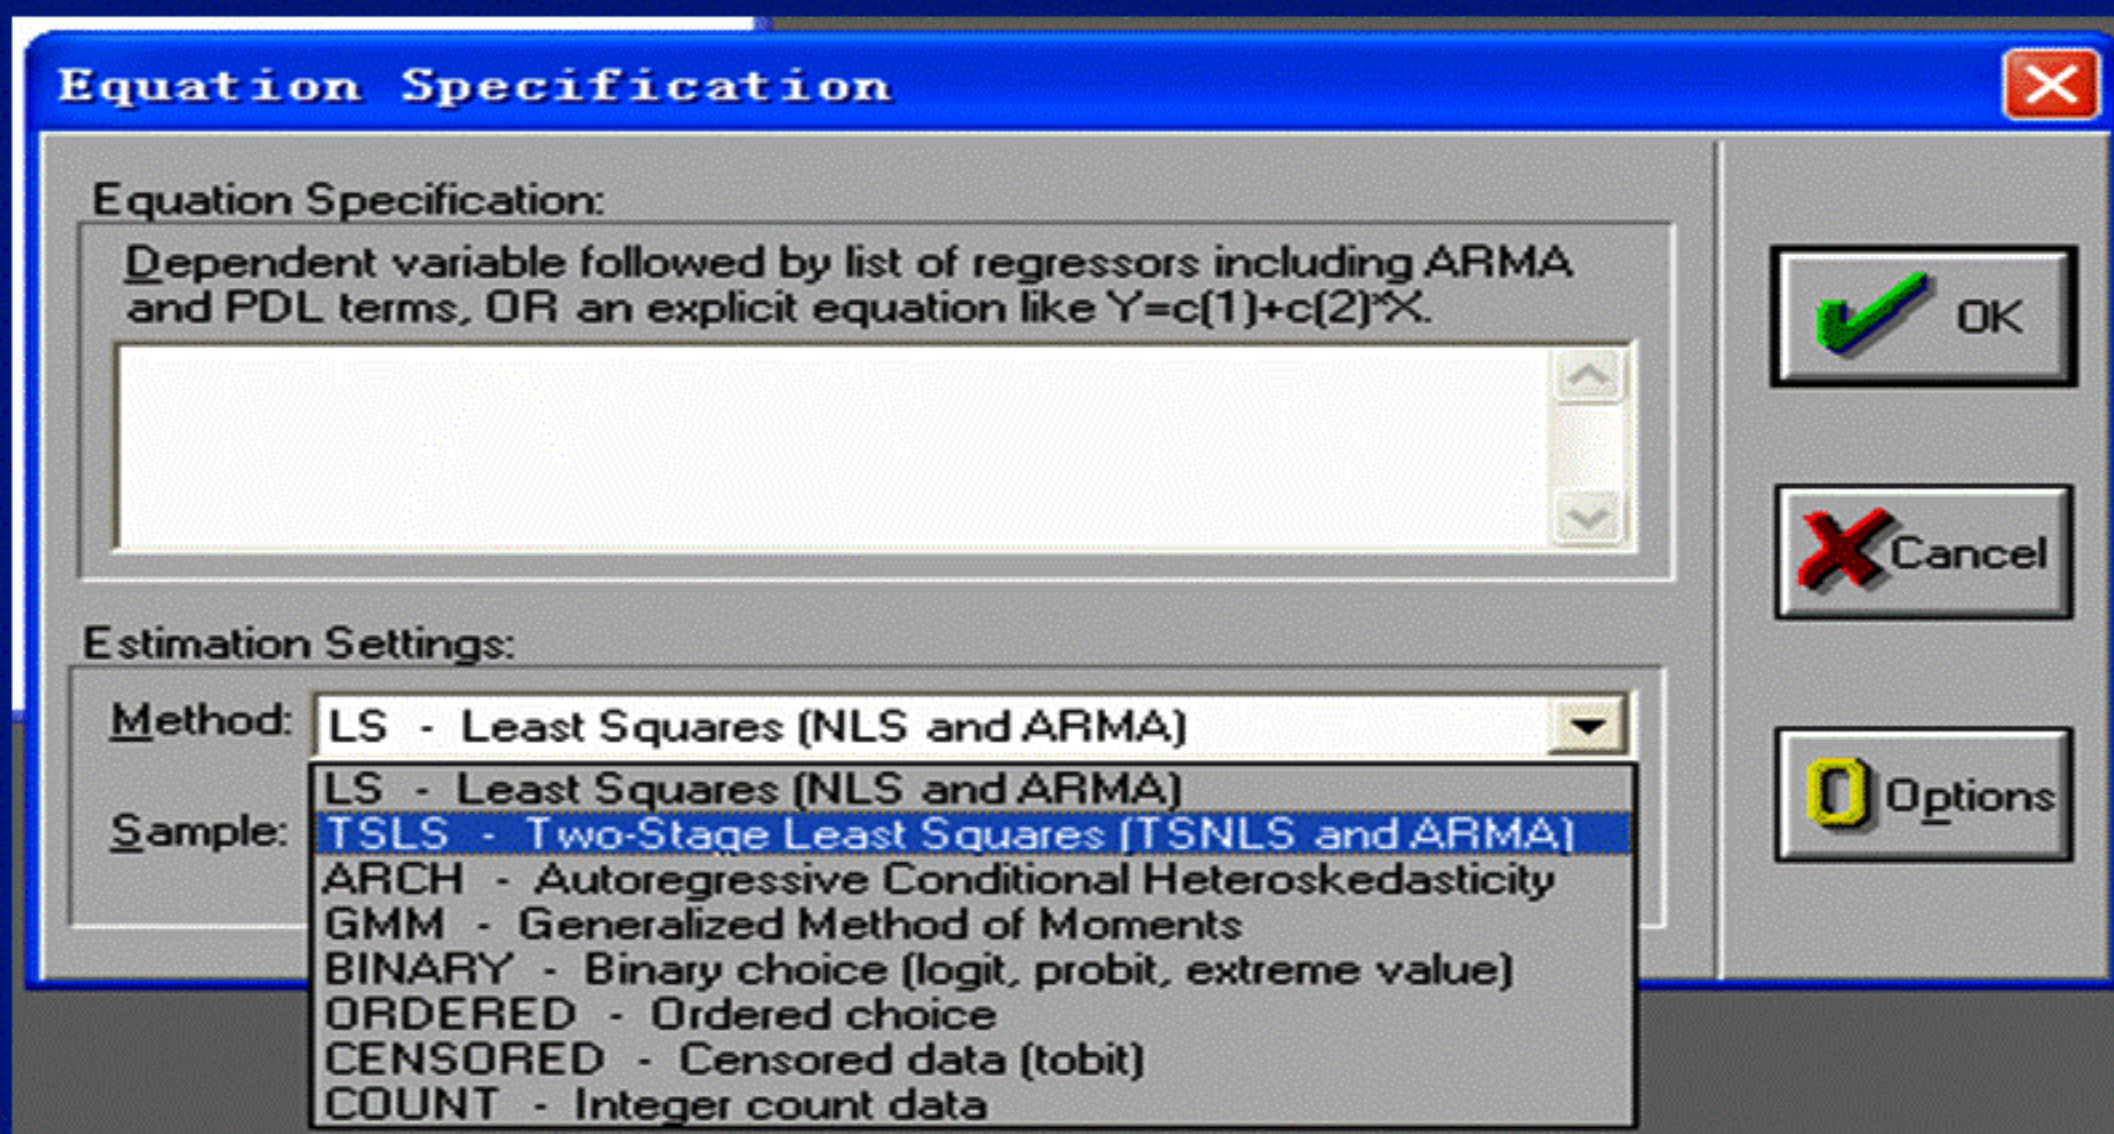 Equation Specification
Equation Specification:
Dependent variable followed by list of regressors including ARMA
and PDL terms, OR an explicit equation like Y=c(1)+c(2)*X.
OK
Cancel
Estimation Settings:
Method: LS - Least Squares (NLS and ARMA)
Options
Sample:
LS - Least Squares (NLS and ARMA)
TSLS - Two-Stage Least Squares (TSNLS and ARMA)
ARCH - Autoregressive Conditional Heteroskedasticity
GMM - Generalized Method of Moments
BINARY - Binary choice (logit, probit, extreme value)
ORDERED - Ordered choice
CENSORED - Censored data (tobit)
COUNT - Integer count data